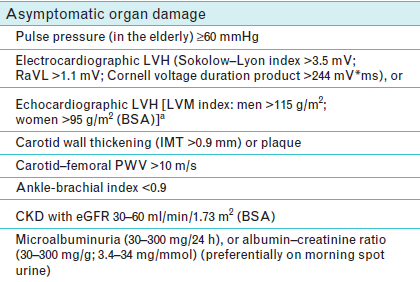 Asymptomatic organ damage
Pulse pressure (in the elderly) ≥60 mmHg
Electrocardiographic LVH (Sokolow–Lyon index >3.5 mV;
RaVL >1.1 mV; Cornell voltage duration product >244 mV*ms), or
Echocardiographic LVH [LVM index: men >115 g/m²;
women >95 g/m² (BSA)]ᵃ
Carotid wall thickening (IMT >0.9 mm) or plaque
Carotid–femoral PWV >10 m/s
Ankle-brachial index <0.9
CKD with eGFR 30–60 ml/min/1.73 m² (BSA)
Microalbuminuria (30–300 mg/24 h), or albumin–creatinine ratio
(30–300 mg/g; 3.4–34 mg/mmol) (preferentially on morning spot
urine)